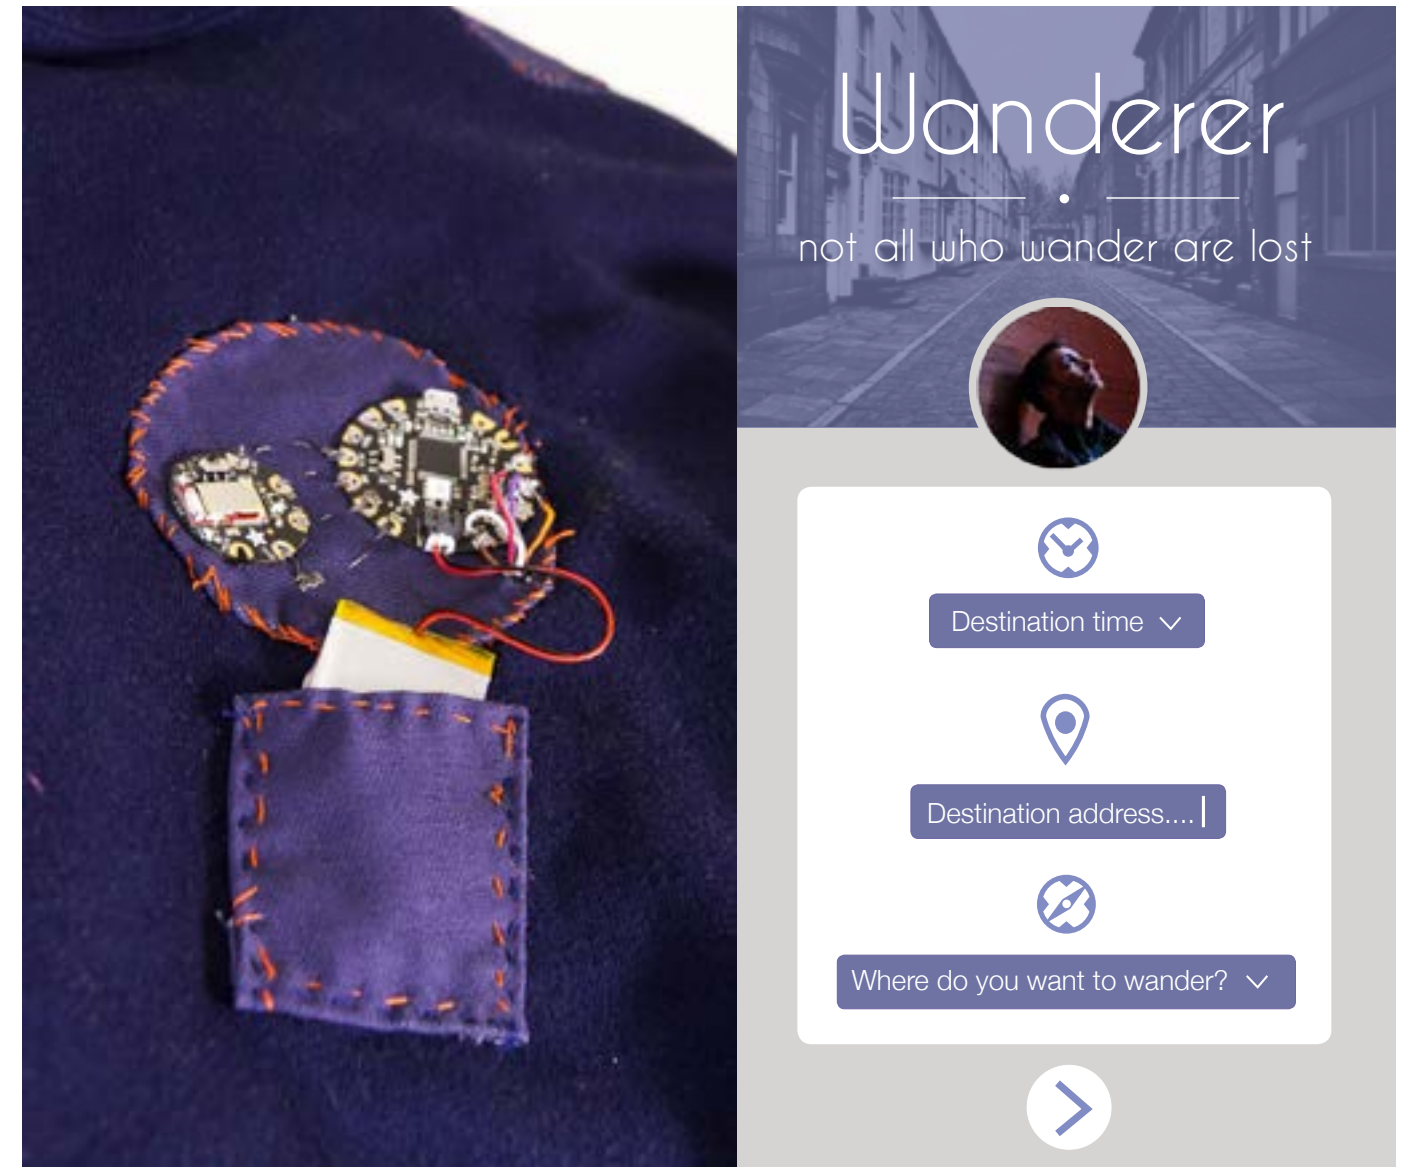 Wanderer
not all who wander are lost
Destination time
Destination address....
Where do you want to wander?